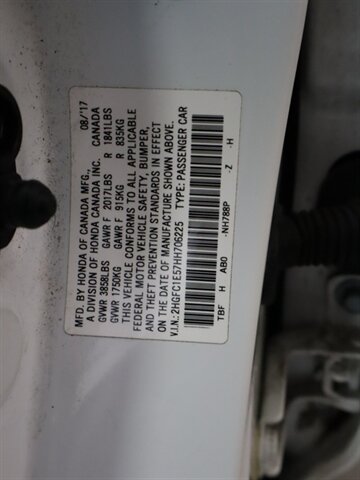 MFD. BY HONDA OF CANADA MFG., 08/17
A DIVISION OF HONDA CANADA INC. CANADA
GVWR 3858LBS GAWR F 2017LBS R 1841LBS
GVWR 1750KG GAWR F 915KG R 835KG
THIS VEHICLE CONFORMS TO ALL APPLICABLE
FEDERAL MOTOR VEHICLE SAFETY, BUMPER,
AND THEFT PREVENTION STANDARDS IN EFFECT
ON THE DATE OF MANUFACTURE SHOWN ABOVE.
V.I.N.: 2HGFC1E57HH706225 TYPE: PASSENGER CAR
TBF H AB0 -NH788P -Z -H